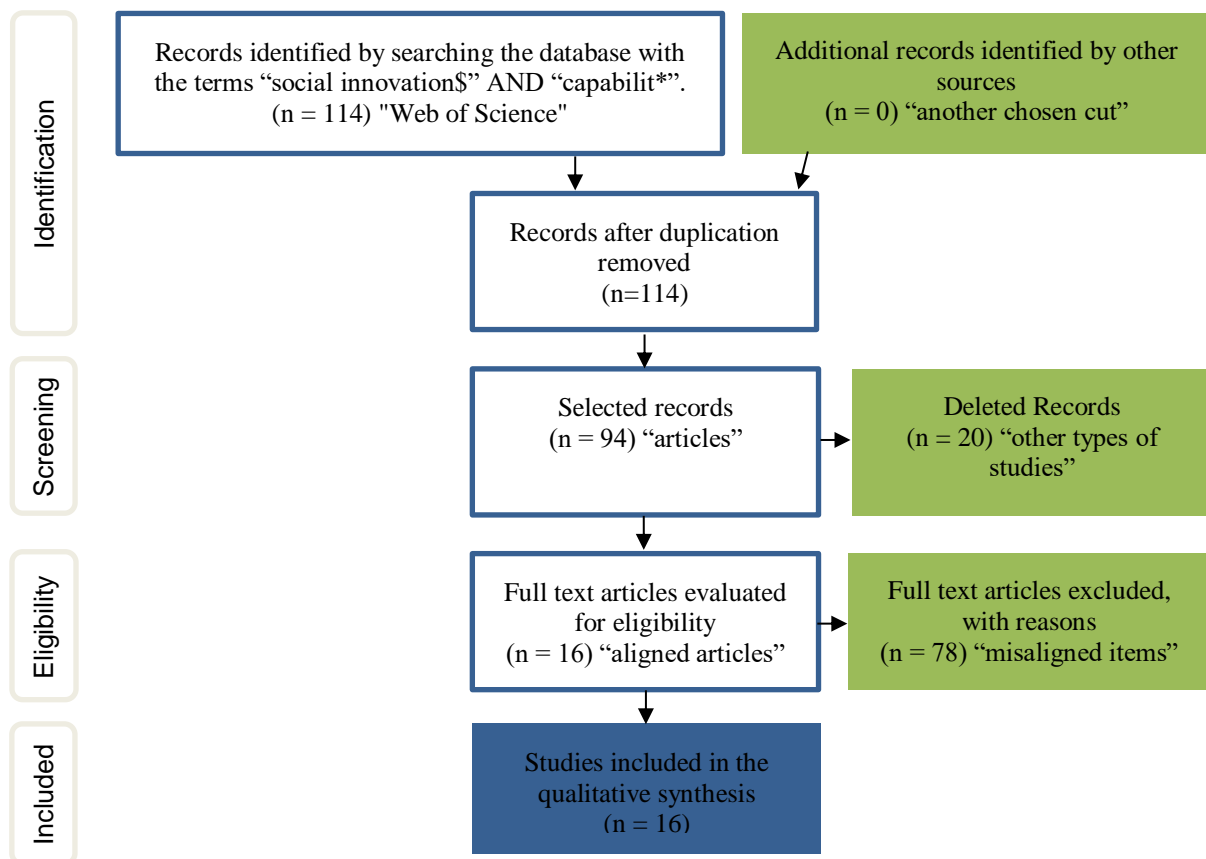 Identification
Records identified by searching the database with
the terms “social innovation$” AND “capabilit*”.
(n = 114) "Web of Science"
Additional records identified by other
sources
(n = 0) “another chosen cut”
Records after duplication
removed
(n=114)
Screening
Selected records
(n = 94) “articles”
Deleted Records
(n = 20) “other types of
studies”
Eligibility
Full text articles evaluated
for eligibility
(n = 16) “aligned articles”
Full text articles excluded,
with reasons
(n = 78) “misaligned items”
Included
Studies included in the
qualitative synthesis
(n = 16)